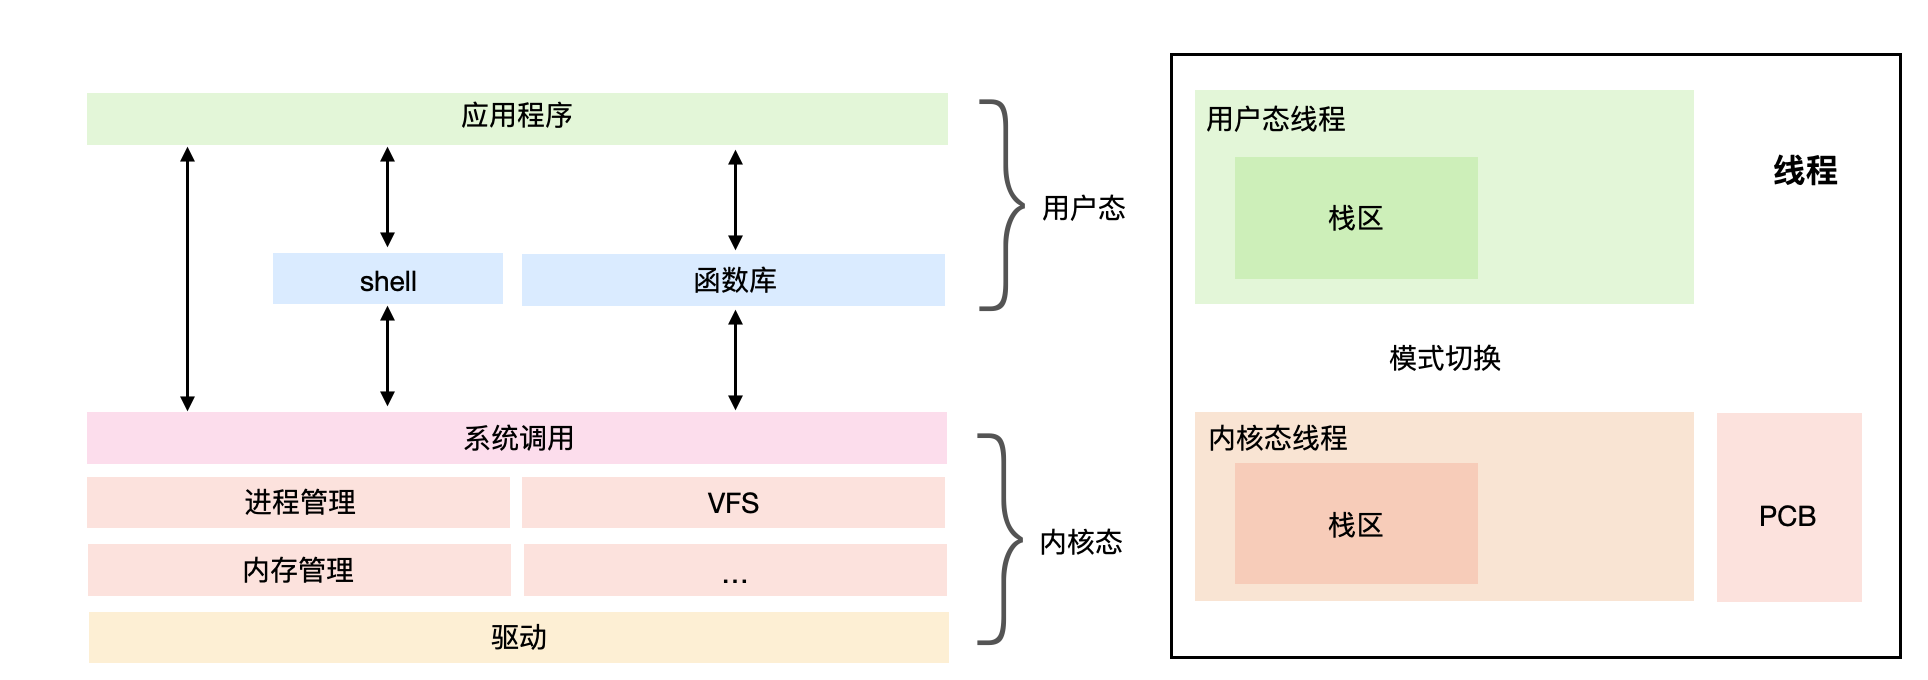 应用程序
shell
函数库
用户态
系统调用
进程管理
VFS
内存管理
...
驱动
内核态
用户态线程
栈区
线程
模式切换
内核态线程
栈区
PCB